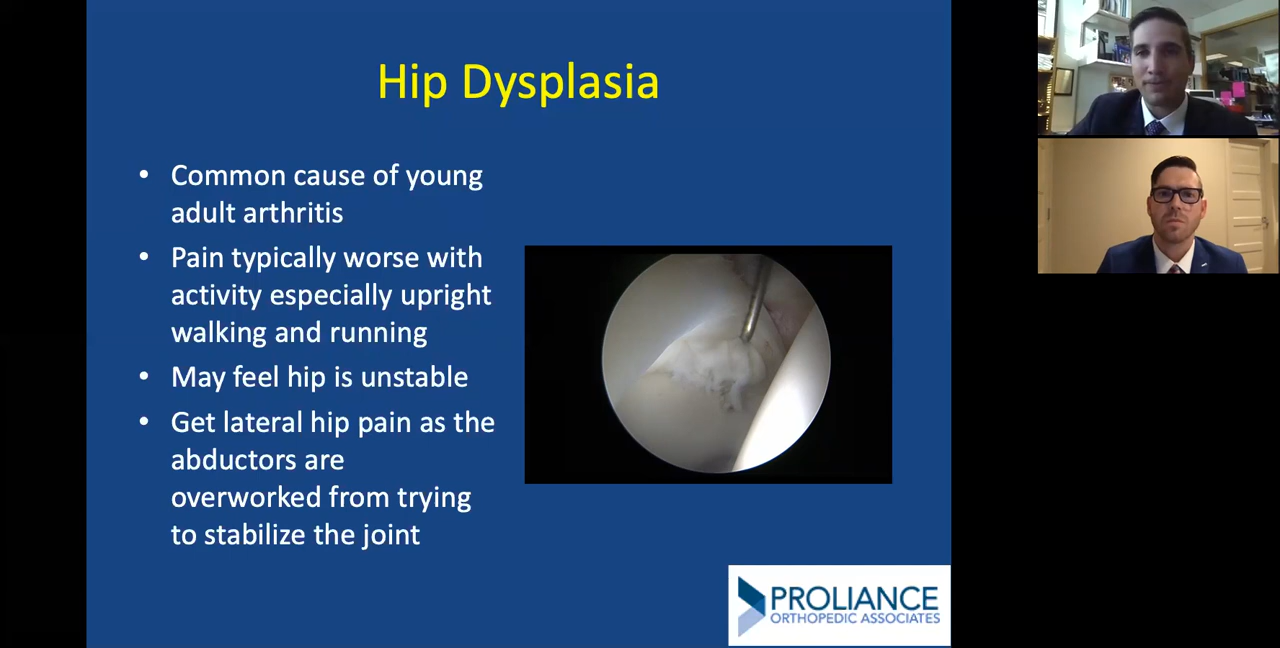 Hip Dysplasia
• Common cause of young
adult arthritis
• Pain typically worse with
activity especially upright
walking and running
• May feel hip is unstable
• Get lateral hip pain as the
abductors are
overworked from trying
to stabilize the joint
PROLIANCE
ORTHOPEDIC ASSOCIATES